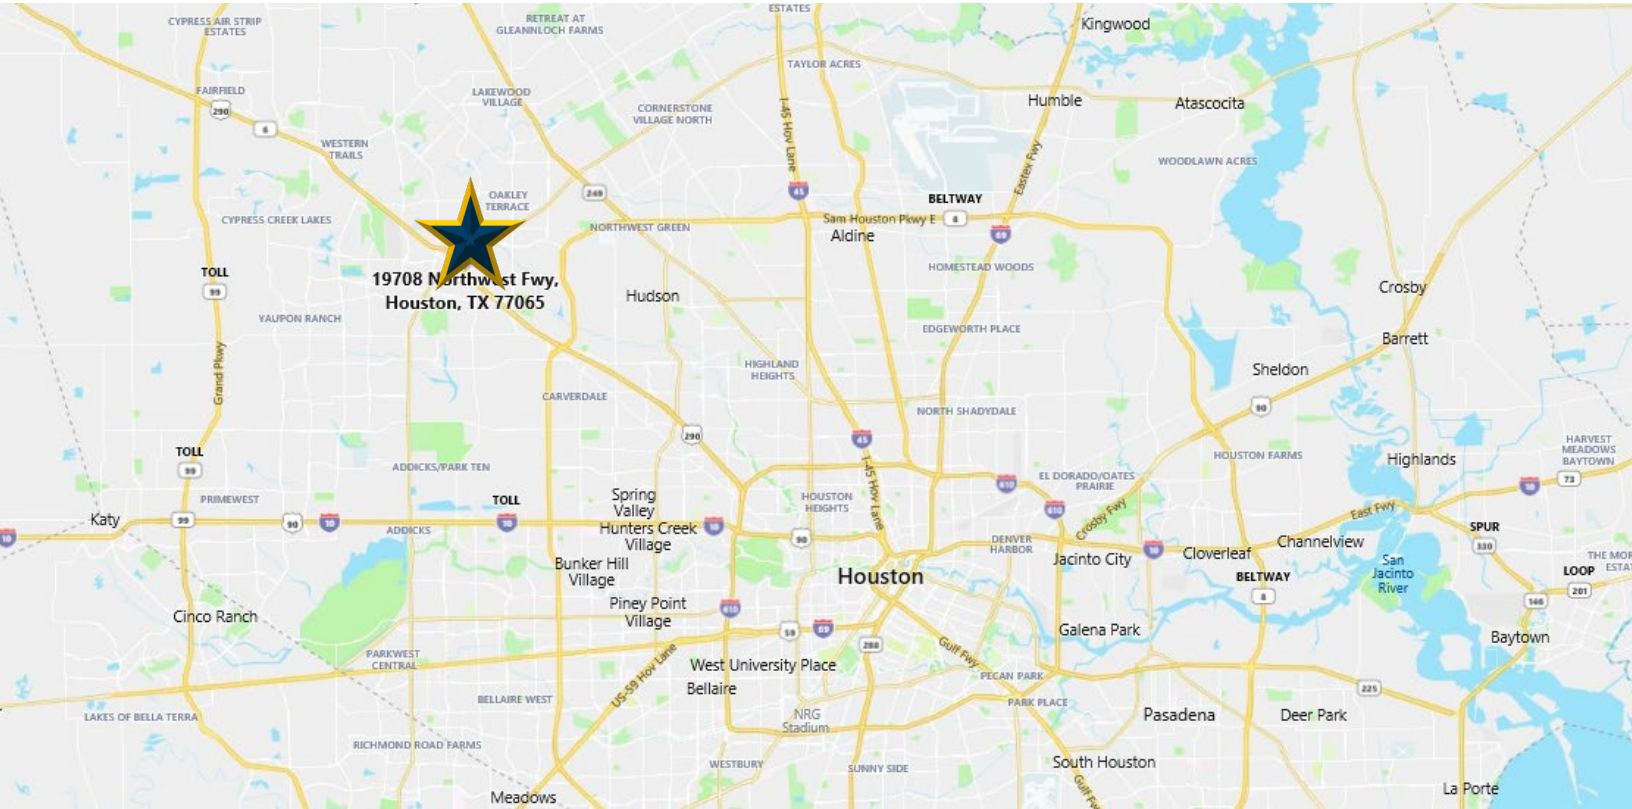 ESTATES
Kingwood
CYPRESS AIR STRIP
ESTATES
RETREAT AT
GLEANNLOCH FARMS
TAYLOR ACRES
FAIRFIELD
LAKEWOOD
VILLAGE
290
6
CORNERSTONE
VILLAGE NORTH
I-45 Hov Lane
Humble
Atascocita
WESTERN
TRAILS
WOODLAWN ACRES
Eastex Fwy
OAKLEY
TERRACE
249
45
BELTWAY
8
Sam Houston Pkwy E
CYPRESS CREEK LAKES
NORTHWEST GREEN
Aldine
69
TOLL
99
19708 Northwest Fwy,
Houston, TX 77065
HOMESTEAD WOODS
Hudson
Crosby
YAUPON RANCH
EDGEWORTH PLACE
Barrett
Grand Pkwy
HIGHLAND
HEIGHTS
Sheldon
CARVERDALE
NORTH SHADYDALE
90
290
45
TOLL
99
ADDICKS/PARK TEN
I-45 Hov Lane
HOUSTON FARMS
Highlands
HARVEST
MEADOWS
BAYTOWN
610
EL DORADO/OATES
PRAIRIE
10
73
PRIMEWEST
TOLL
Spring
Valley
HOUSTON
HEIGHTS
610
Crosby Fwy
East Fwy
Katy
99
90
10
ADDICKS
10
Hunters Creek
Village
10
90
10
DENVER
HARBOR
Jacinto City
10
Cloverleaf
Channelview
SPUR
330
Bunker Hill
Village
Houston
BELTWAY
8
San
Jacinto
River
THE MOR
ESTA
LOOP
201
146
Cinco Ranch
Piney Point
Village
610
59
69
288
Galena Park
Baytown
Gulf Fwy
PARKWEST
CENTRAL
US-59 Hov Lane
West University Place
Bellaire
PECAN PARK
PARK PLACE
225
BELLAIRE WEST
LAKES OF BELLA TERRA
NRG
Stadium
Pasadena
Deer Park
RICHMOND ROAD FARMS
WESTBURY
SUNNY SIDE
South Houston
Gulf Fw
Meadows
La Porte